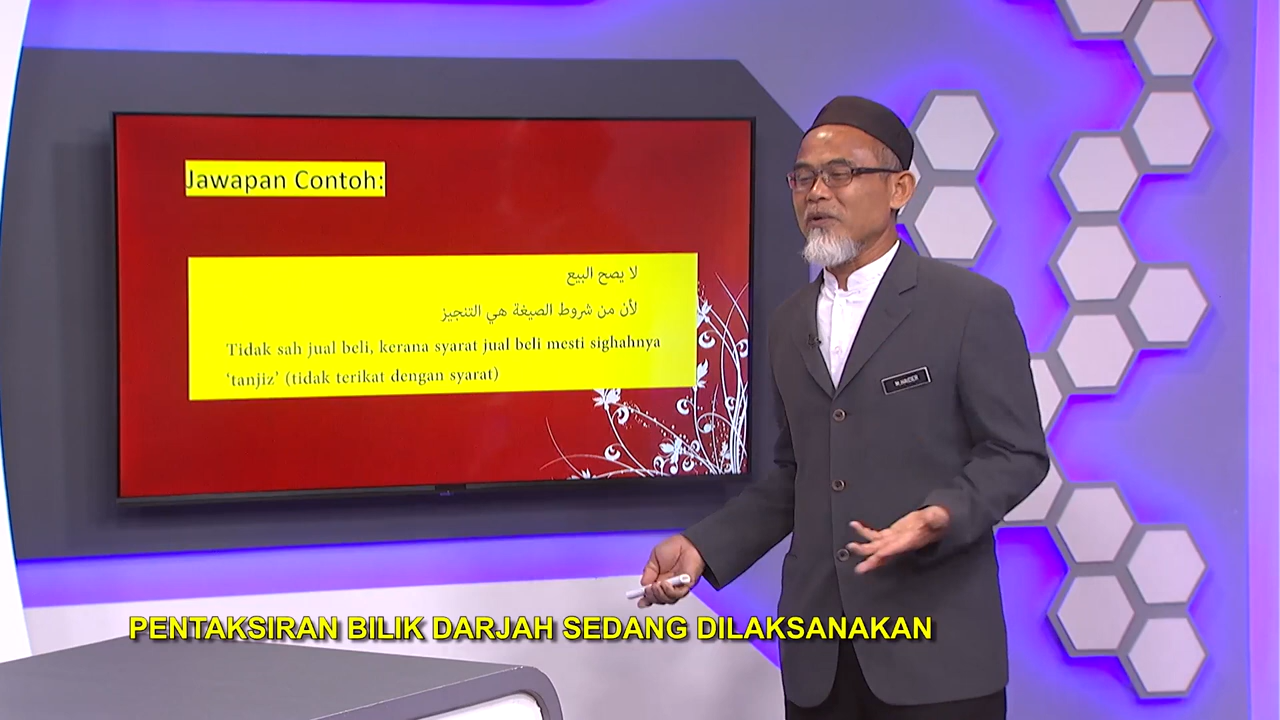 Jawapan Contoh:
لا يصح البيع
لأن من شروط الصيغة هي التنجيز
Tidak sah jual beli, kerana syarat jual beli mesti sighahnya
‘tanjiz’ (tidak terikat dengan syarat)
M.HAIDER
PENTAKSIRAN BILIK DARJAH SEDANG DILAKSANAKAN